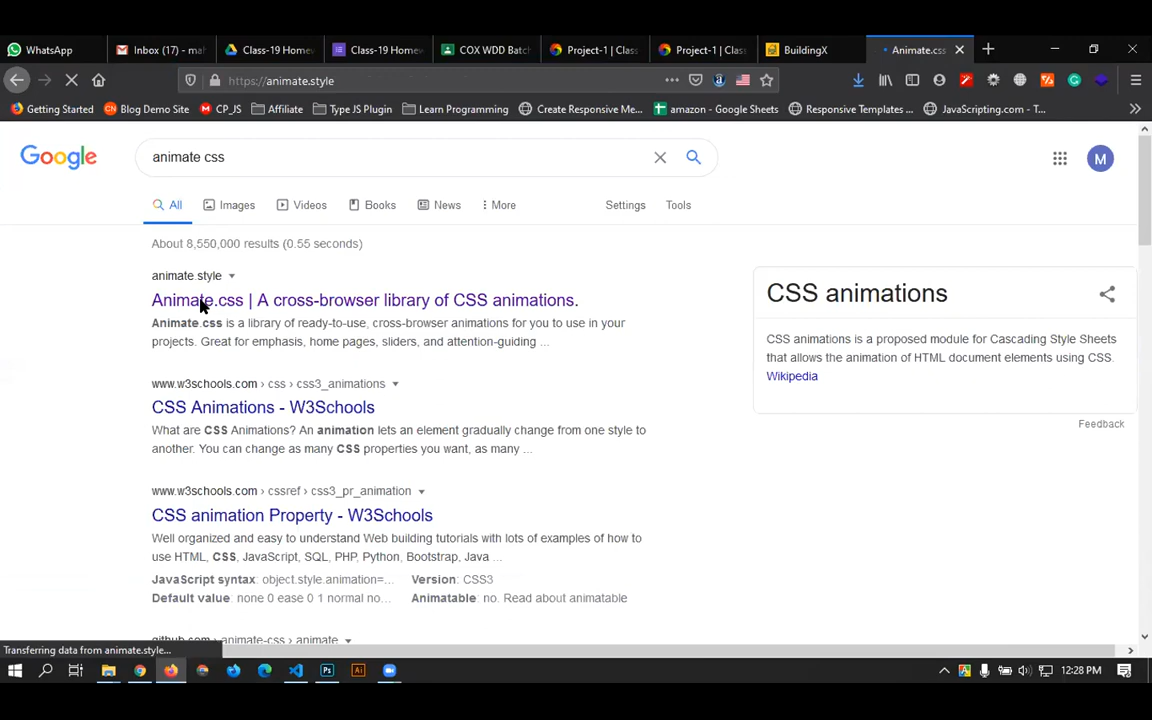 WhatsApp
Inbox (17) - mah
Class-19 Homew
Class-19 Homew
COX WDD Batch
Project-1 | Class
Project-1 | Class
BuildingX
Animate.css
https://animate.style
Getting Started
Blog Demo Site
CP_JS
Affiliate
Type JS Plugin
Learn Programming
Create Responsive Me...
amazon - Google Sheets
Responsive Templates ...
JavaScripting.com - T...
Google
animate css
M
All
Images
Videos
Books
News
More
Settings
Tools
About 8,550,000 results (0.55 seconds)
animate.style
Animate.css | A cross-browser library of CSS animations.
Animate.css is a library of ready-to-use, cross-browser animations for you to use in your
projects. Great for emphasis, home pages, sliders, and attention-guiding ...
www.w3schools.com › css › css3_animations
CSS Animations - W3Schools
What are CSS Animations? An animation lets an element gradually change from one style to
another. You can change as many CSS properties you want, as many ...
www.w3schools.com › cssref › css3_pr_animation
CSS animation Property - W3Schools
Well organized and easy to understand Web building tutorials with lots of examples of how to
use HTML, CSS, JavaScript, SQL, PHP, Python, Bootstrap, Java ...
JavaScript syntax: object.style.animation=...
Version: CSS3
Default value: none 0 ease 0 1 normal no...
Animatable: no. Read about animatable
github.com › animate-css › animate
CSS animations
CSS animations is a proposed module for Cascading Style Sheets
that allows the animation of HTML document elements using CSS.
Wikipedia
Feedback
Transferring data from animate.style...
Ps
Ai
12:28 PM